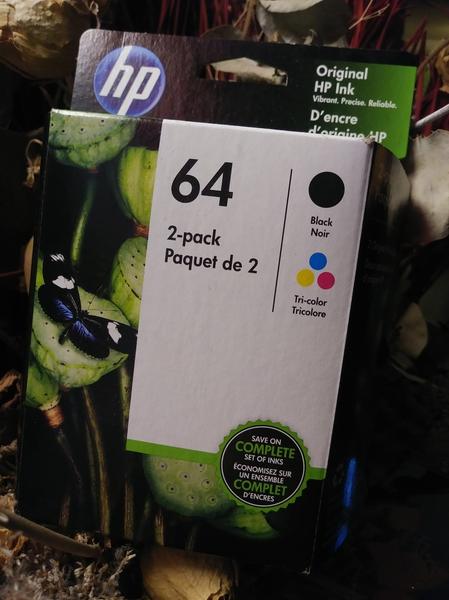 hp
Original
HP Ink
Vibrant. Precise. Reliable.
D'encre
d'origine HP
64
2-pack
Paquet de 2
Black
Noir
Tri-color
Tricolore
SAVE ON
COMPLETE
SET OF INKS
ÉCONOMISEZ SUR
UN ENSEMBLE
COMPLET
D'ENCRES